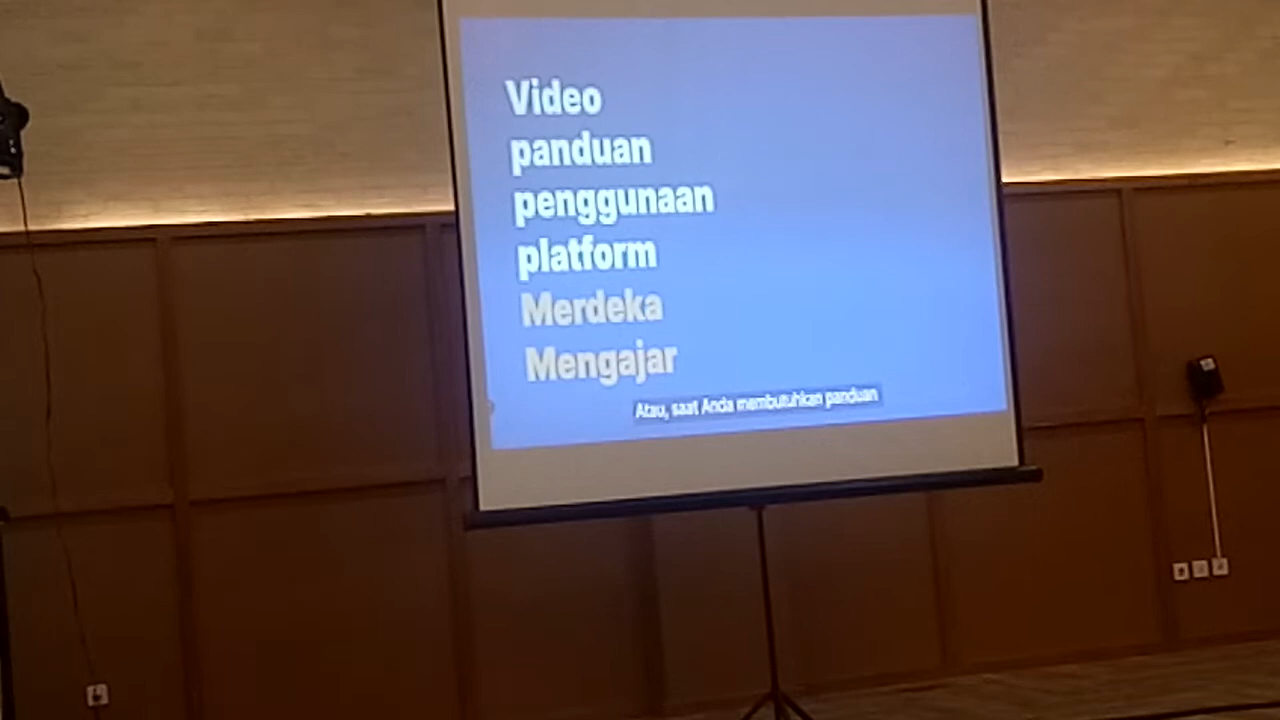 Video
panduan
penggunaan
platform
Merdeka
Mengajar
Atau, saat Anda membutuhkan panduan